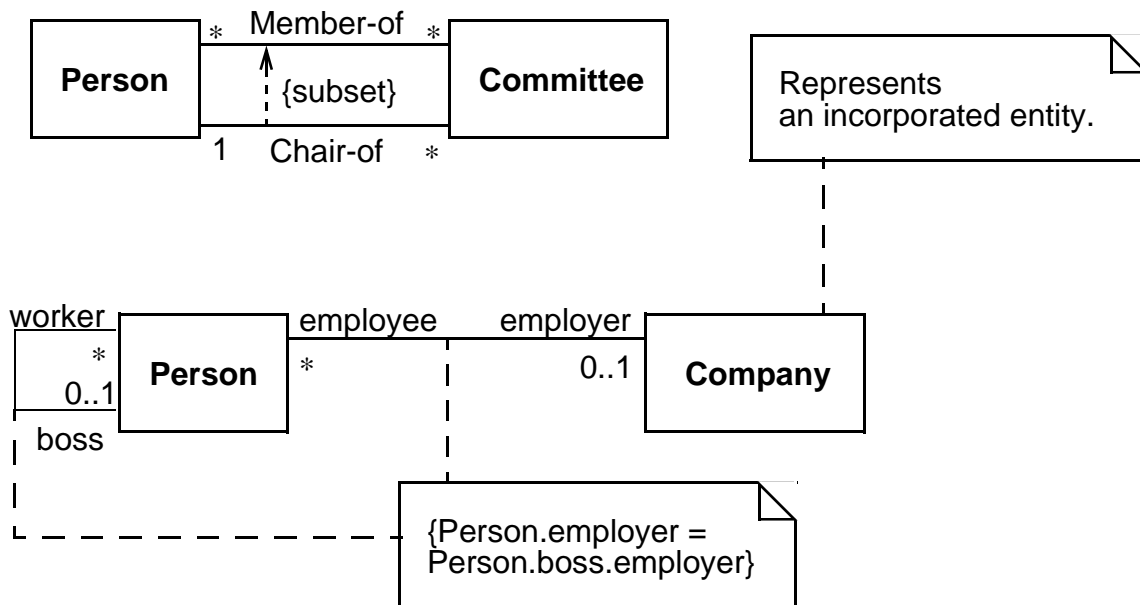 * Member-of *
Person
{subset}
Committee
1 Chair-of *
Represents
an incorporated entity.
worker
*
0..1
boss
Person
employee
*
employer
0..1
Company
{Person.employer =
Person.boss.employer}